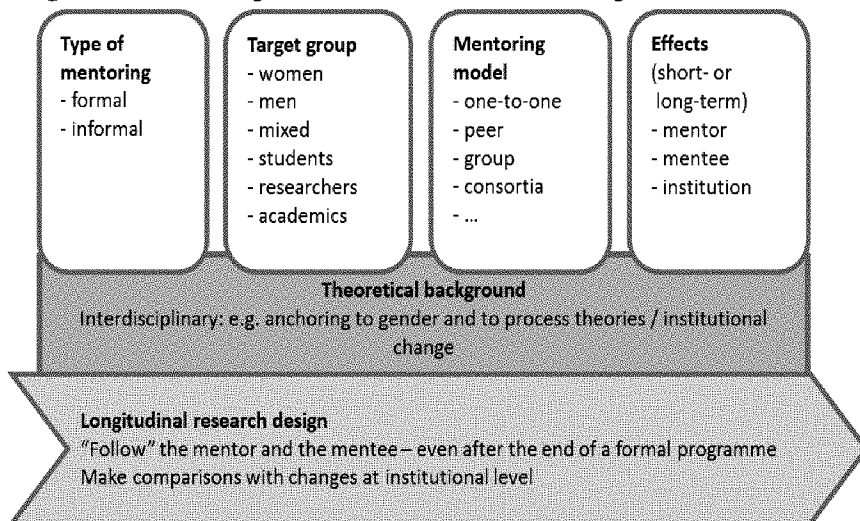 Type of
mentoring
- formal
- informal
Target group
- women
- men
- mixed
- students
- researchers
- academics
Mentoring
model
- one-to-one
- peer
- group
- consortia
- ...
Effects
(short- or
long-term)
- mentor
- mentee
- institution
Theoretical background
Interdisciplinary: e.g. anchoring to gender and to process theories / institutional
change
Longitudinal research design
“Follow” the mentor and the mentee – even after the end of a formal programme
Make comparisons with changes at institutional level